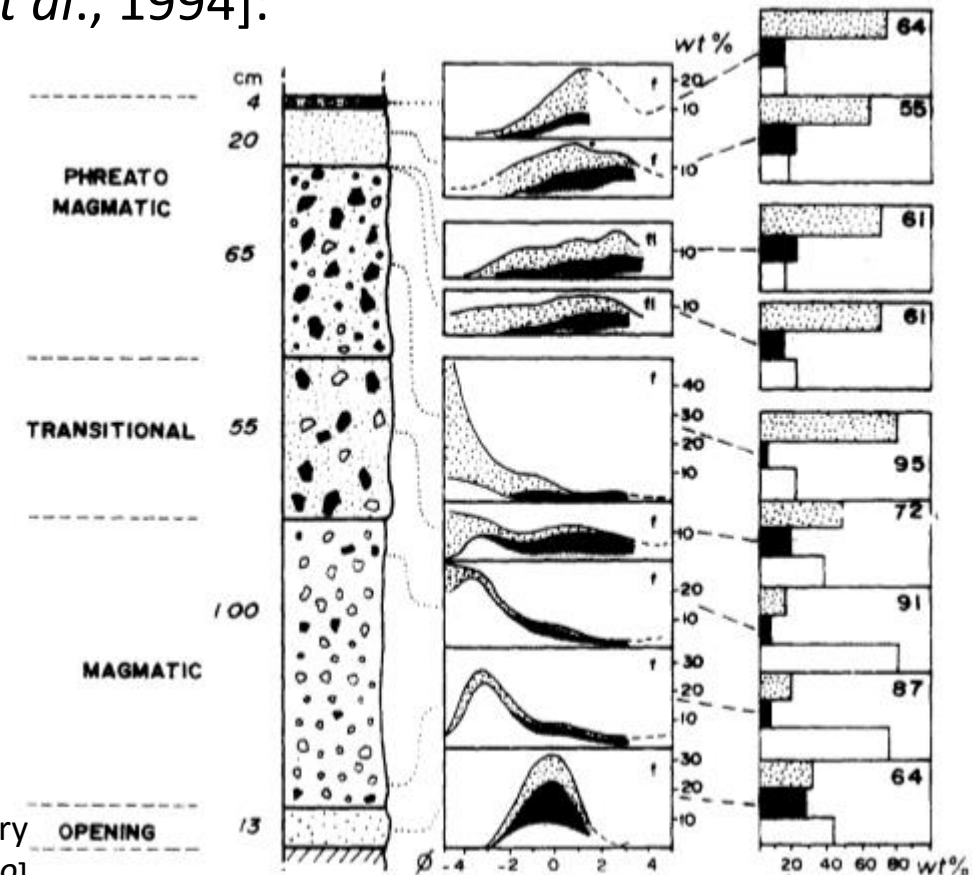 t al., 1994].
cm
4
20
PHREATO
MAGMATIC
65
TRANSITIONAL
55
100
MAGMATIC
ry
OPENING
13
wt %
f
20
10
f
10
fl
10
fl
10
f
40
30
20
10
f
10
f
20
10
f
30
20
10
f
30
20
10
Ø
-4
-2
0
2
4
64
55
61
61
95
72
91
87
64
20 40 60 80 wt%